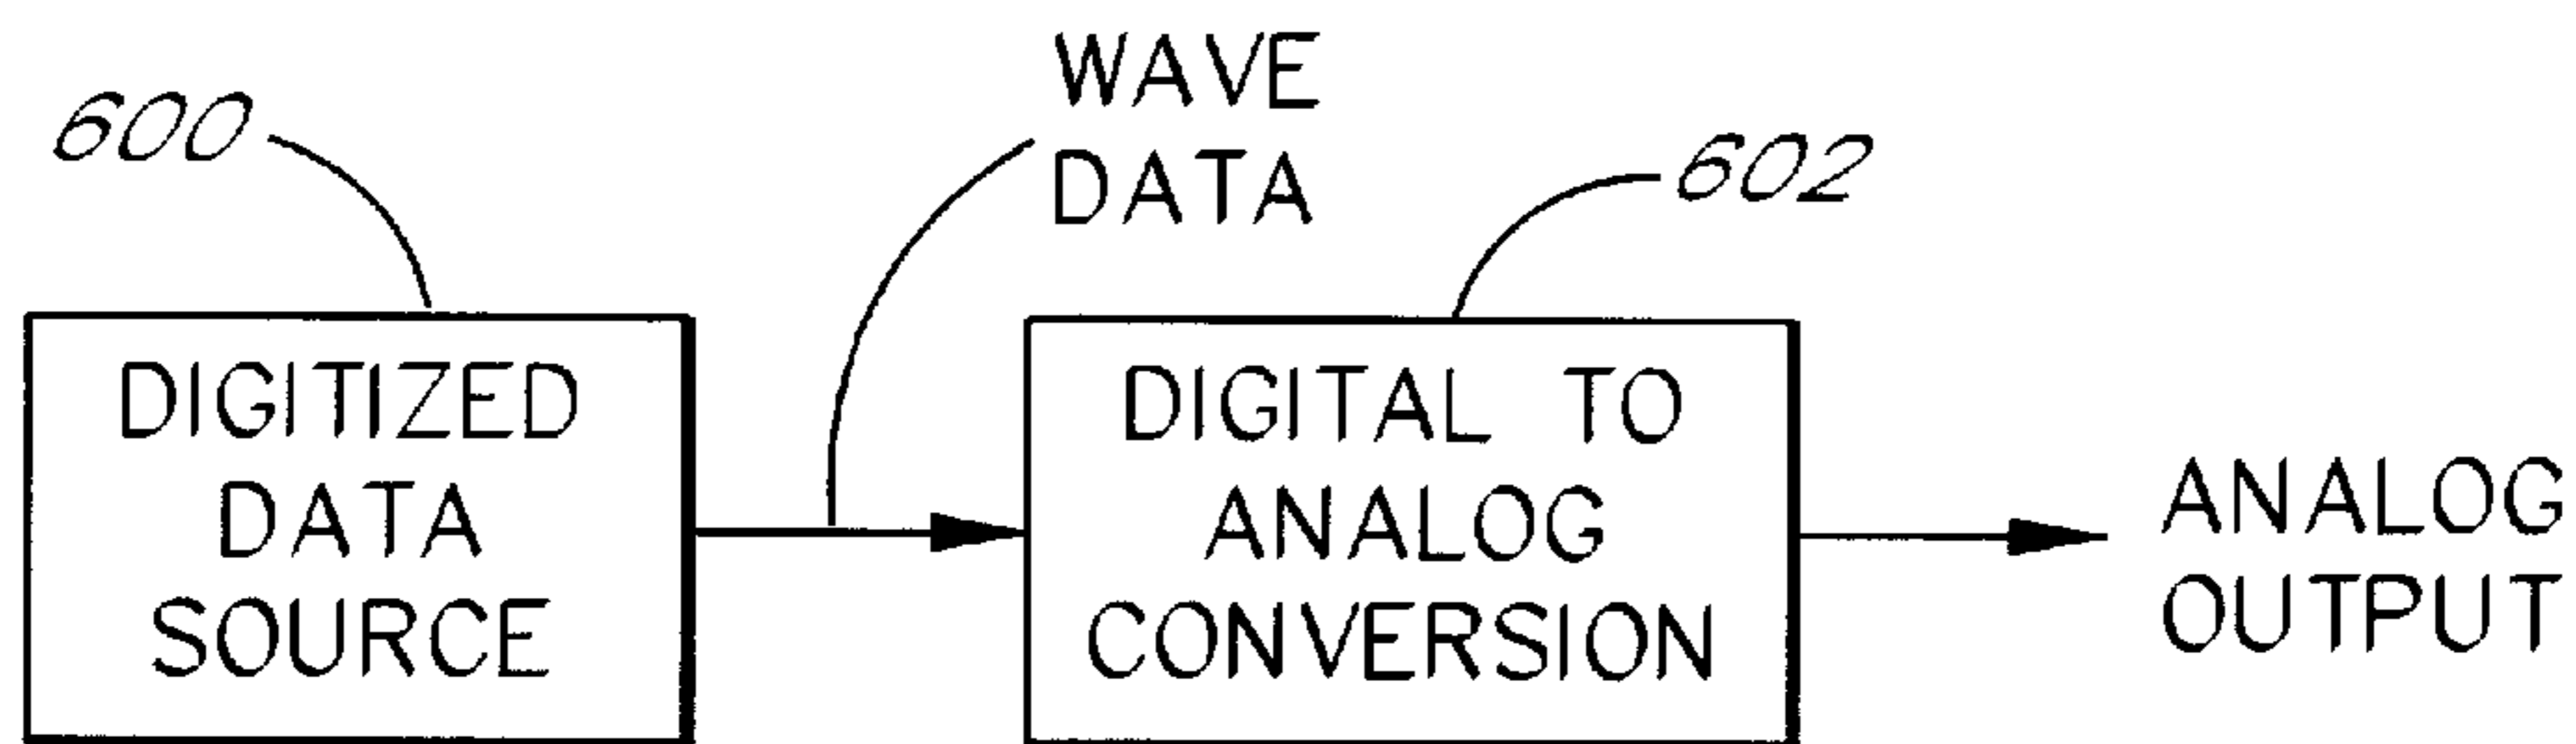 600
WAVE
DATA
602
DIGITIZED
DATA
SOURCE
DIGITAL TO
ANALOG
CONVERSION
ANALOG
OUTPUT